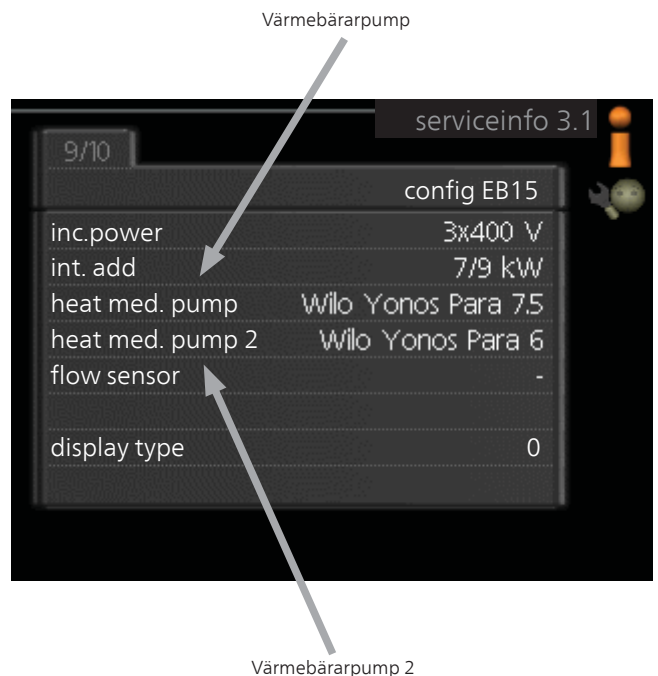 Värmebärarpump
serviceinfo 3.1
9/10
config EB15
inc.power 3x400 V
int. add 7/9 kW
heat med. pump Wilo Yonos Para 7.5
heat med. pump 2 Wilo Yonos Para 6
flow sensor -
display type 0
Värmebärarpump 2